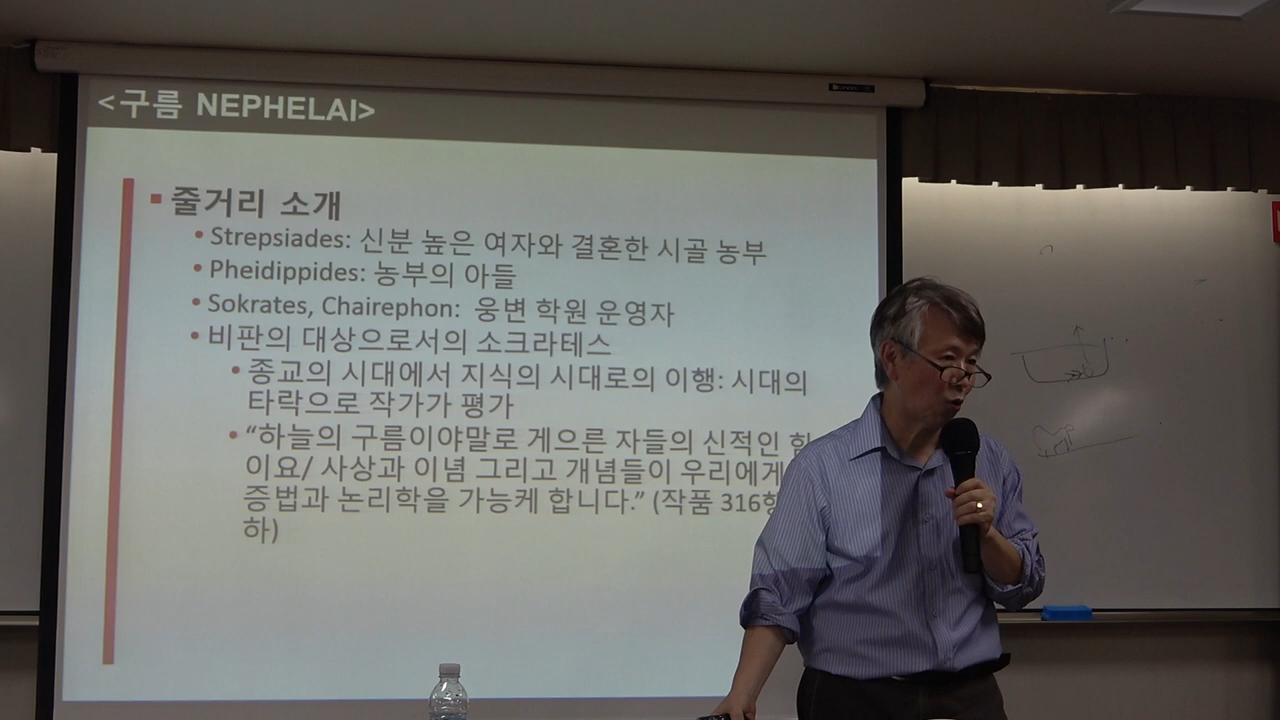 <구름 NEPHELAI>
줄거리 소개
Strepsiades: 신분 높은 여자와 결혼한 시골 농부
Pheidippides: 농부의 아들
Sokrates, Chairephon: 웅변 학원 운영자
비판의 대상으로서의 소크라테스
종교의 시대에서 지식의 시대로의 이행: 시대의
타락으로 작가가 평가
“하늘의 구름이야말로 게으른 자들의 신적인
이요/ 사상과 이념 그리고 개념들이 우리에게
증법과 논리학을 가능케 합니다.” (작품 316행
하)